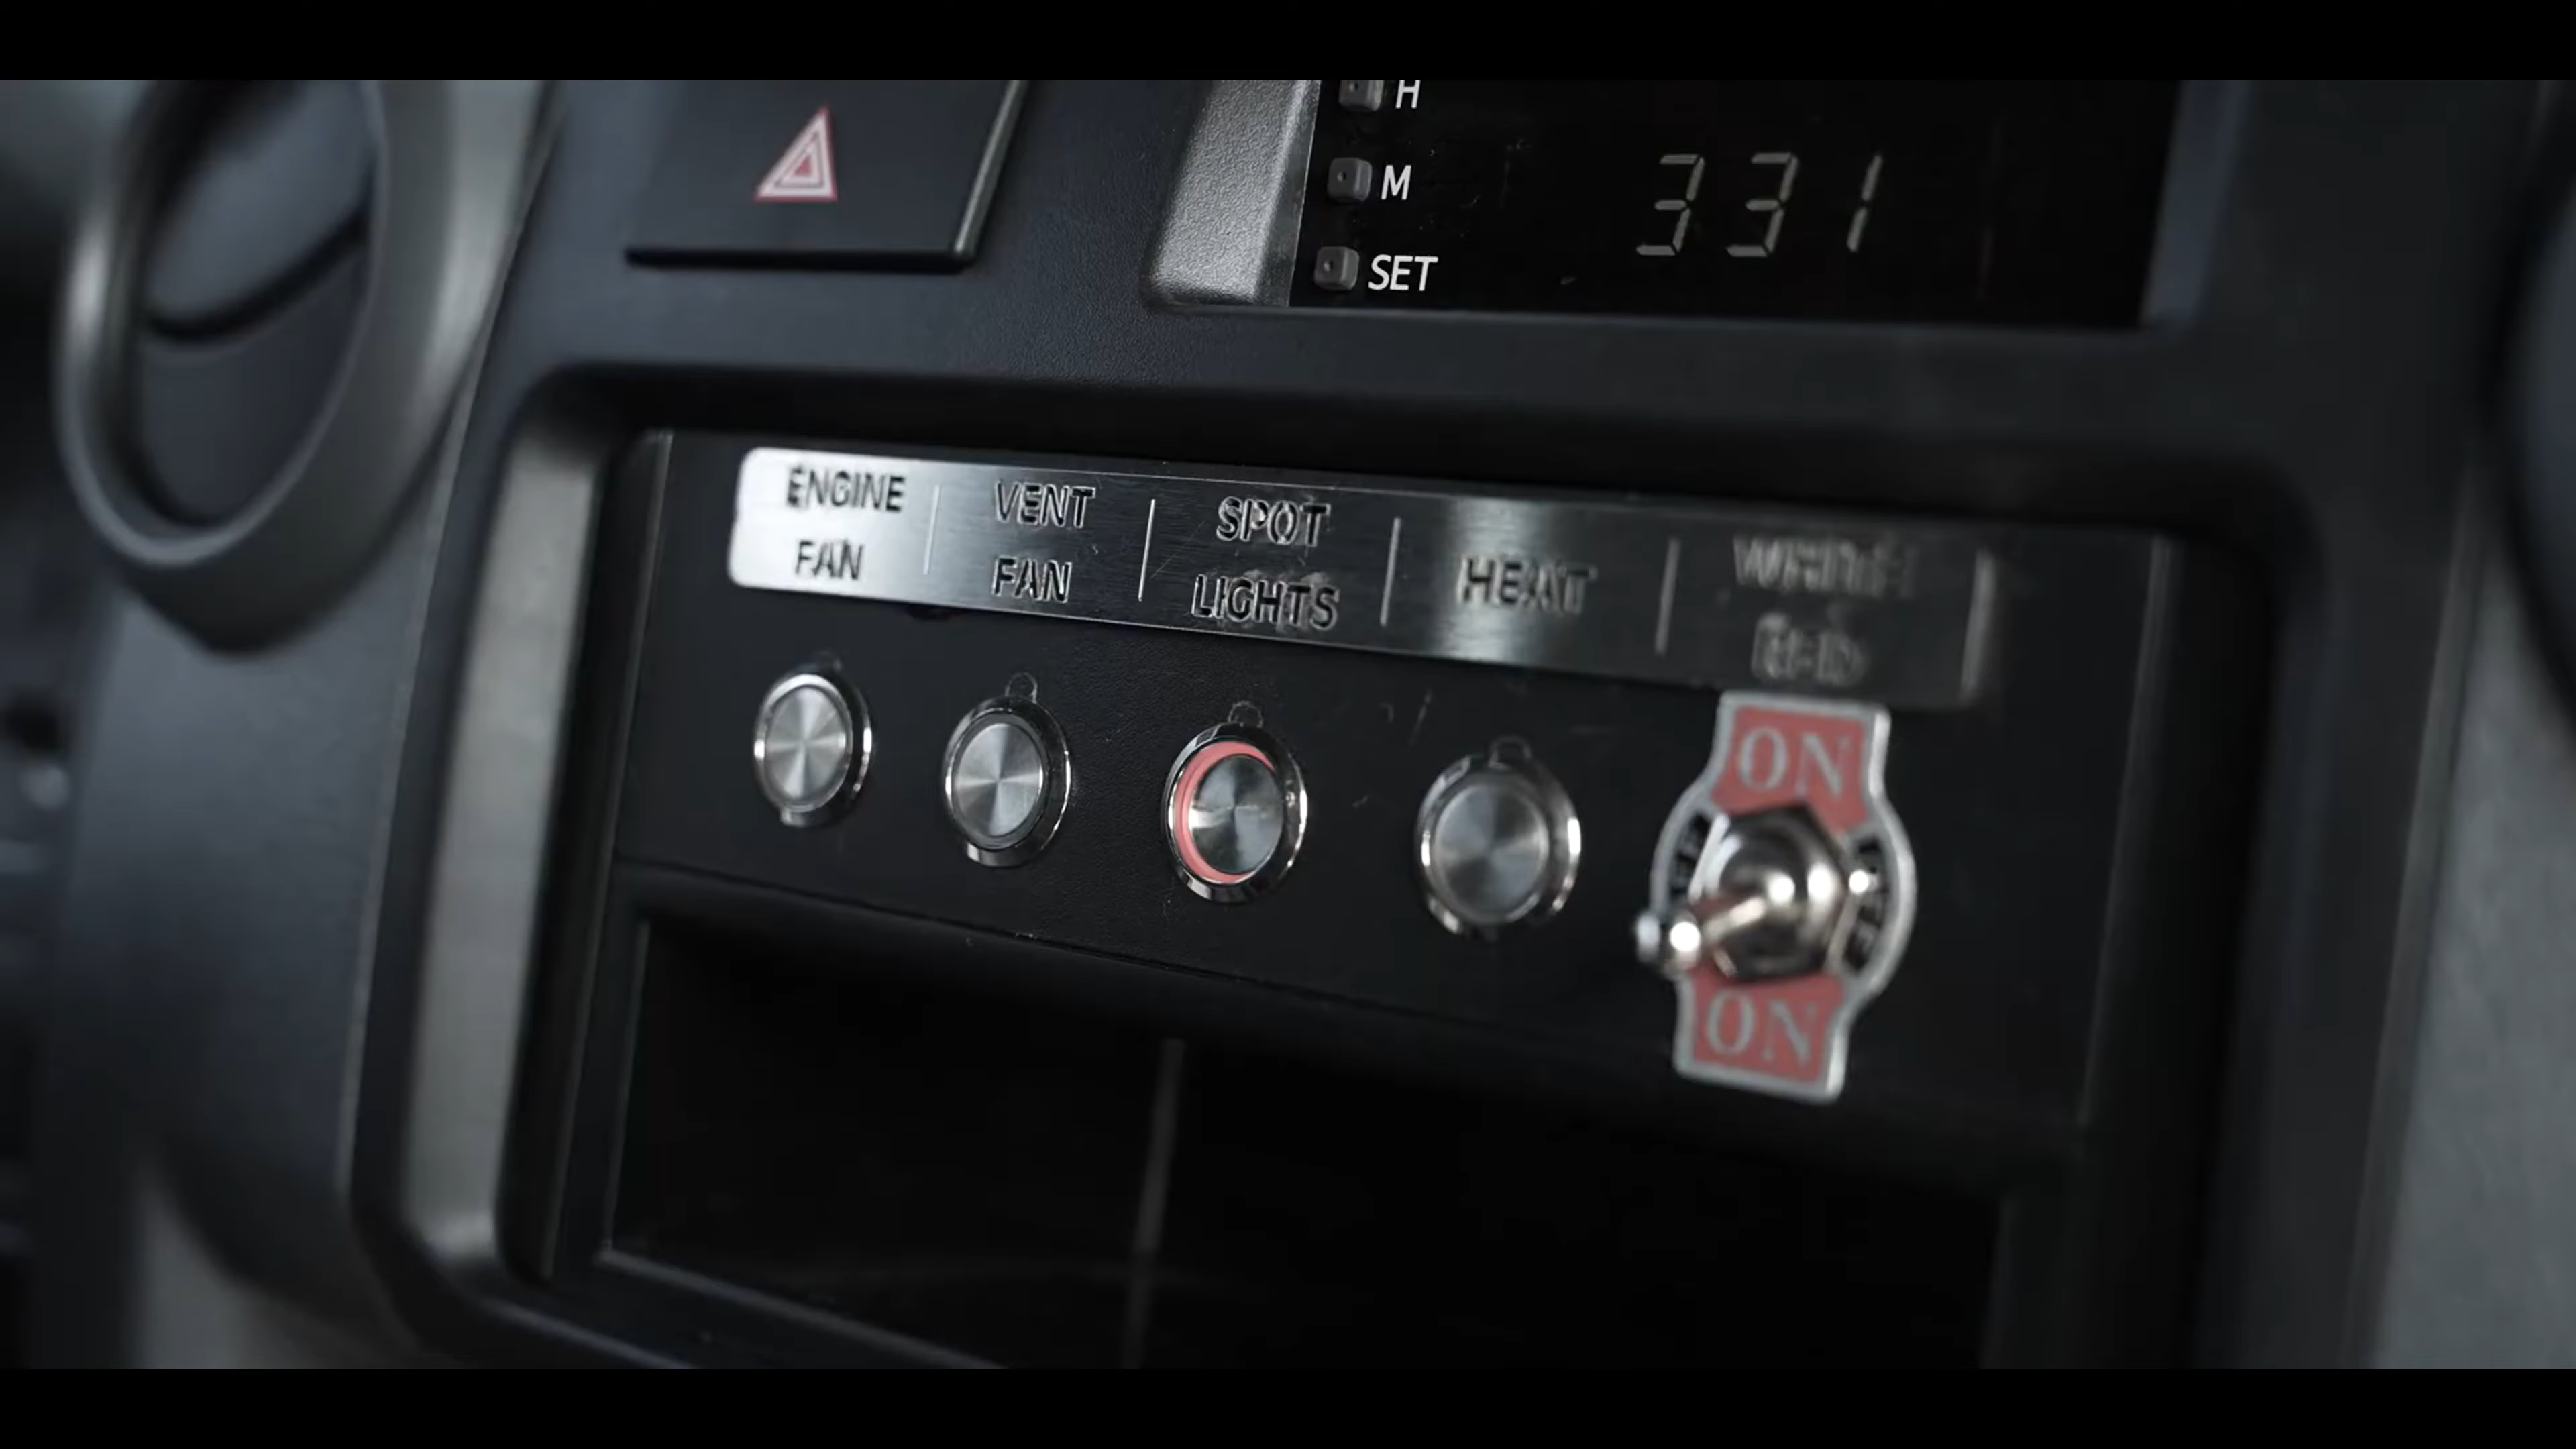 H
M
331
SET
ENGINE
FAN
VENT
FAN
SPOT
LIGHTS
HEAT
ON
ON